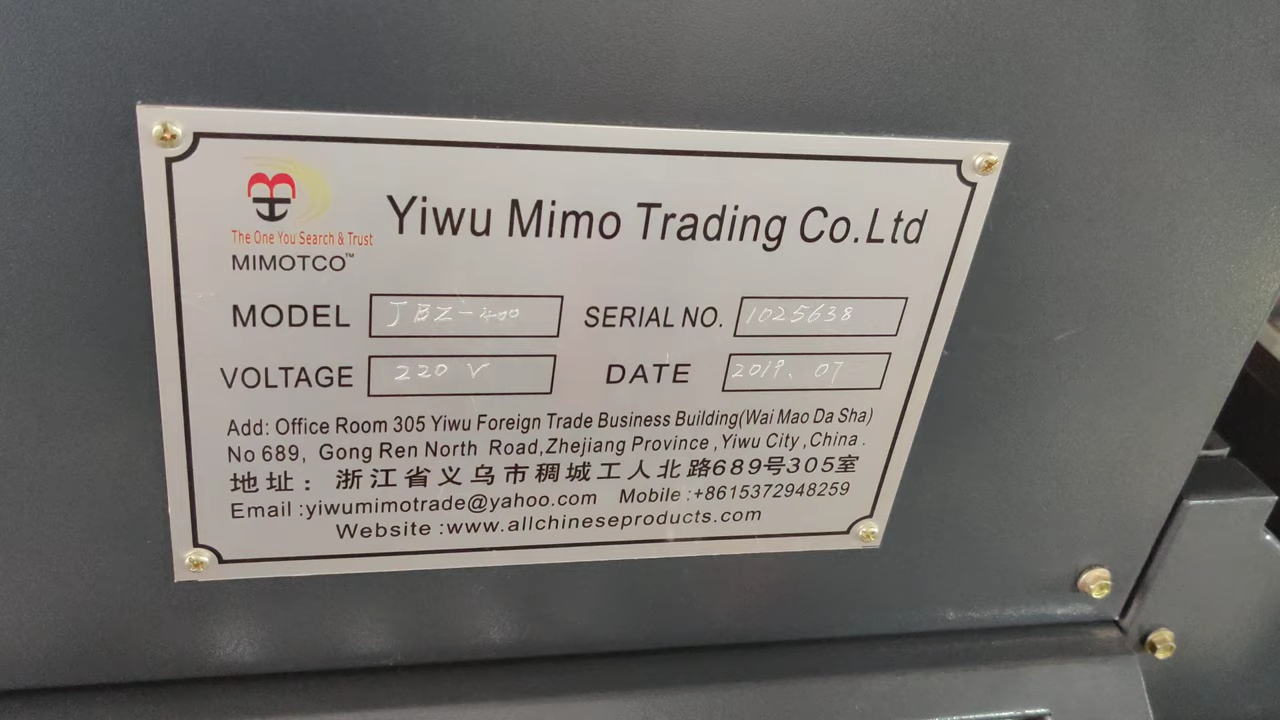 The One You Search & Trust
MIMOTCO™
Yiwu Mimo Trading Co.Ltd
MODEL JBZ-400 SERIAL NO. 1025638
VOLTAGE 220 V DATE 2019.07
Add: Office Room 305 Yiwu Foreign Trade Business Building(Wai Mao Da Sha)
No 689, Gong Ren North Road,Zhejiang Province,Yiwu City,China.
地址：浙江省义乌市稠城工人北路689号305室
Email:yiwumimotrade@yahoo.com Mobile:+8615372948259
Website:www.allchineseproducts.com